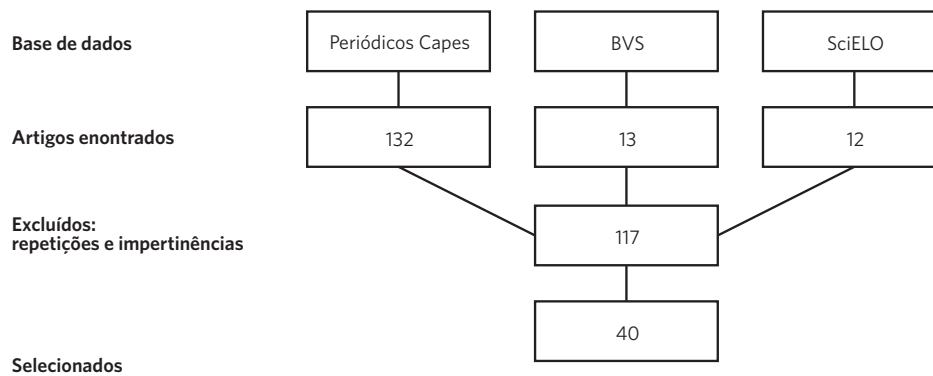 Base de dados
Periódicos Capes
BVS
SciELO
Artigos enontrados
132
13
12
Excluídos:
repetições e impertinências
117
40
Selecionados